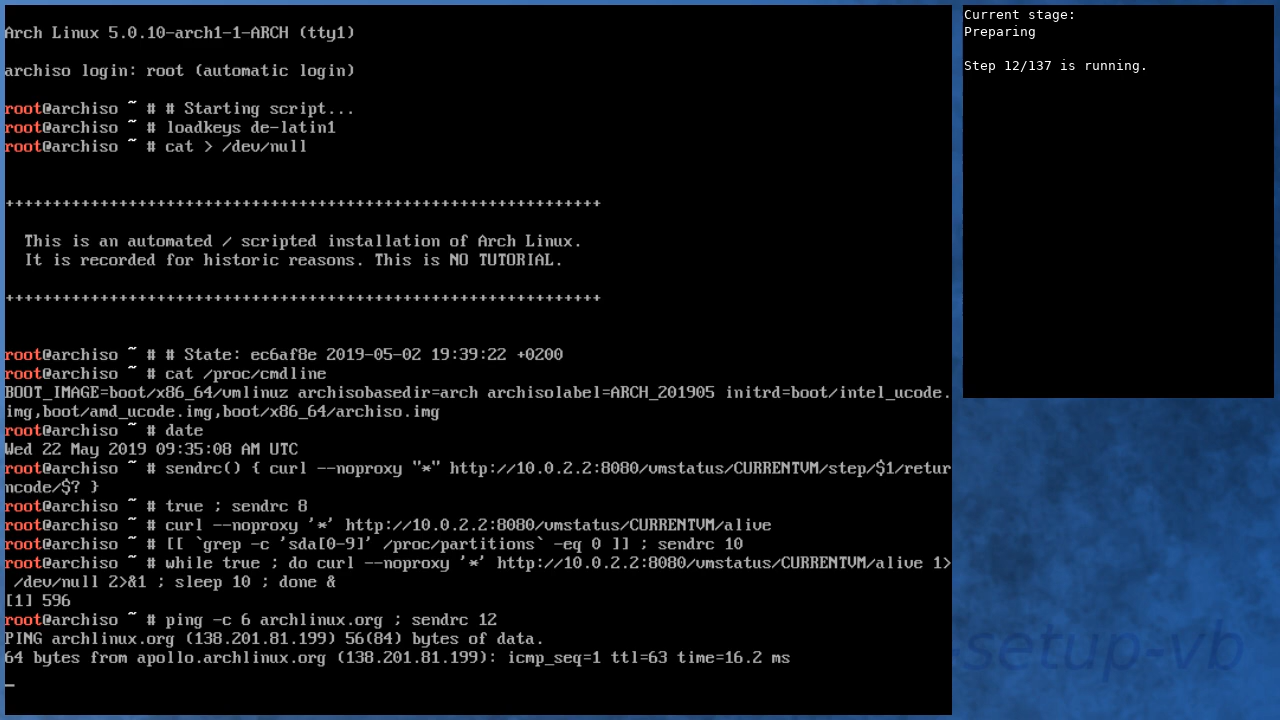 Arch Linux 5.0.10-arch1-1-ARCH (tty1)
archiso login: root (automatic login)
root@archiso ~ # # Starting script...
root@archiso ~ # loadkeys de-latin1
root@archiso ~ # cat > /dev/null
+++++++++++++++++++++++++++++++++++++++++++++++++++++++++++++++
This is an automated / scripted installation of Arch Linux.
It is recorded for historic reasons. This is NO TUTORIAL.
+++++++++++++++++++++++++++++++++++++++++++++++++++++++++++++++
root@archiso ~ # # State: ec6af8e 2019-05-02 19:39:22 +0200
root@archiso ~ # cat /proc/cmdline
BOOT_IMAGE=boot/x86_64/vmlinuz archisobasedir=arch archisolabel=ARCH_201905 initrd=boot/intel_ucode.
img,boot/amd_ucode.img,boot/x86_64/archiso.img
root@archiso ~ # date
Wed 22 May 2019 09:35:08 AM UTC
root@archiso ~ # sendrc() { curl --noproxy "*" http://10.0.2.2:8080/vmstatus/CURRENTVM/step/$1/retur
ncode/$? }
root@archiso ~ # true ; sendrc 8
root@archiso ~ # curl --noproxy '*' http://10.0.2.2:8080/vmstatus/CURRENTVM/alive
root@archiso ~ # [[ `grep -c 'sda[0-9]' /proc/partitions` -eq 0 ]] ; sendrc 10
root@archiso ~ # while true ; do curl --noproxy '*' http://10.0.2.2:8080/vmstatus/CURRENTVM/alive 1>
/dev/null 2>&1 ; sleep 10 ; done &
[1] 596
root@archiso ~ # ping -c 6 archlinux.org ; sendrc 12
PING archlinux.org (138.201.81.199) 56(84) bytes of data.
64 bytes from apollo.archlinux.org (138.201.81.199): icmp_seq=1 ttl=63 time=16.2 ms
_
Current stage:
Preparing
Step 12/137 is running.
-setup-vb